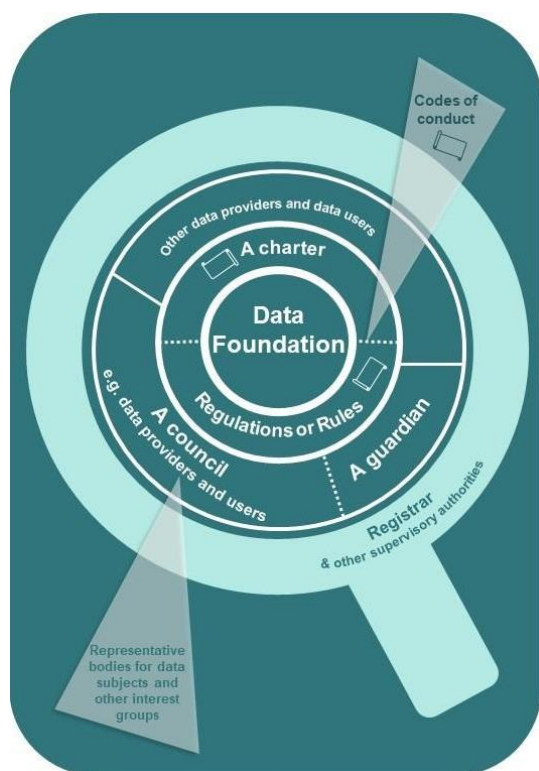 Codes of
conduct
Other data providers and data users
A charter
Data
Foundation
Regulations or Rules
A council
e.g. data providers and users
A guardian
Registrar
& other supervisory authorities
Representative
bodies for data
subjects and
other interest
groups